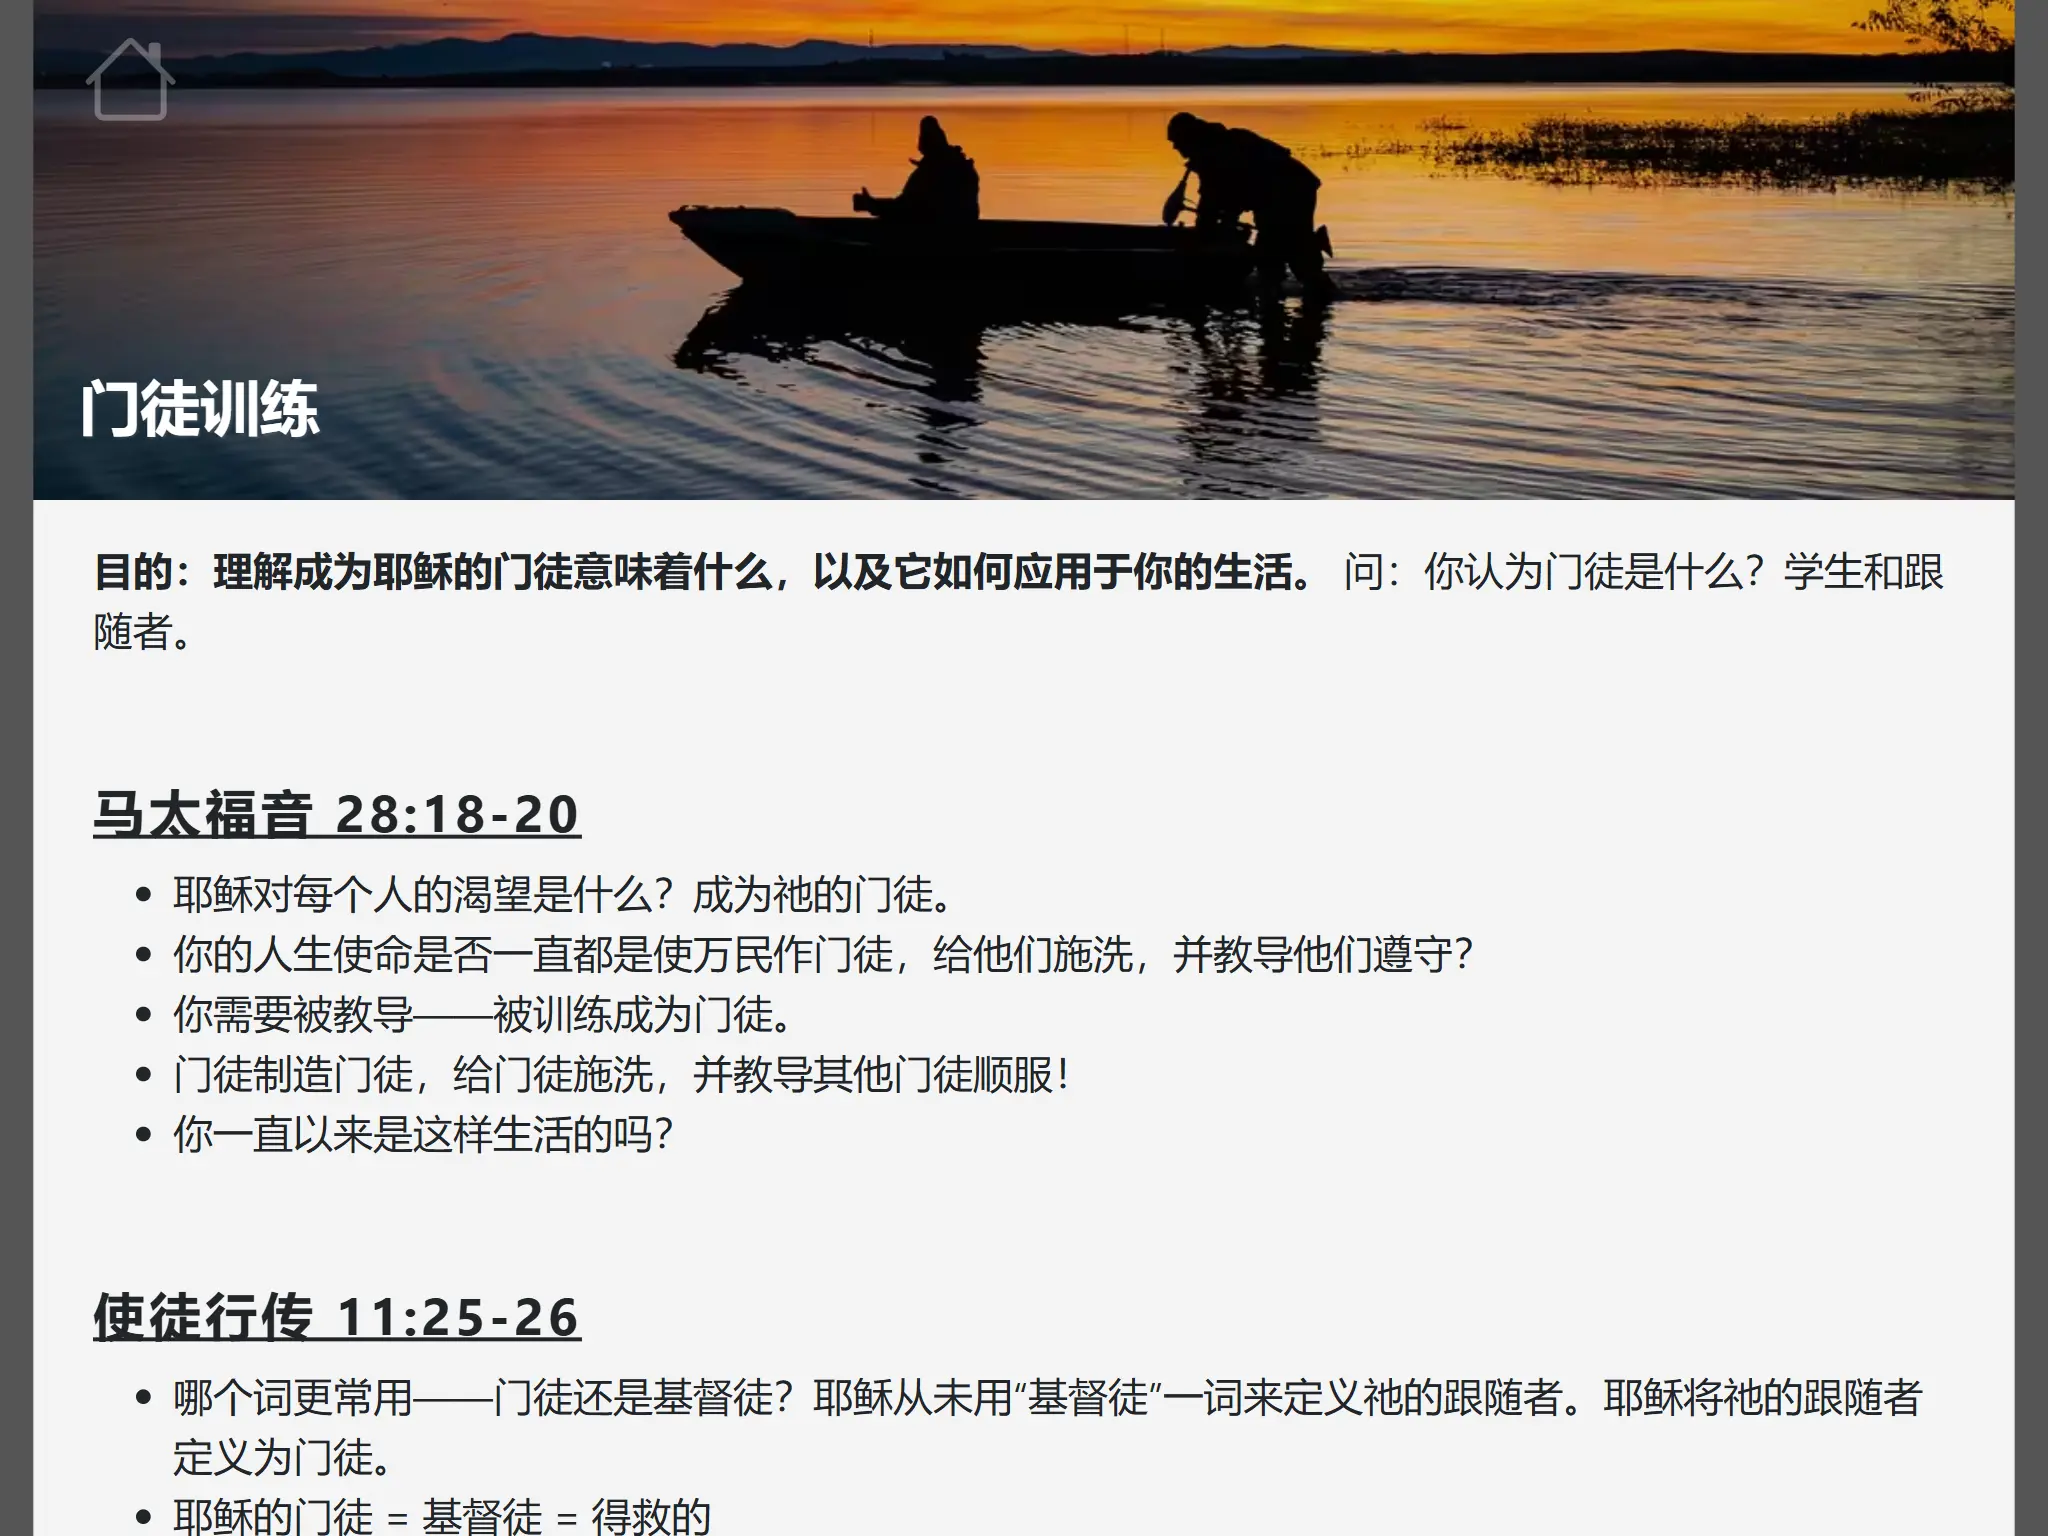 门徒训练
目的：理解成为耶稣的门徒意味着什么，以及它如何应用于你的生活。 问：你认为门徒是什么？学生和跟
随者。
马太福音 28:18-20
耶稣对每个人的渴望是什么？成为祂的门徒。
你的人生使命是否一直都是使万民作门徒，给他们施洗，并教导他们遵守？
你需要被教导——被训练成为门徒。
门徒制造门徒，给门徒施洗，并教导其他门徒顺服！
你一直以来是这样生活的吗？
使徒行传 11:25-26
哪个词更常用——门徒还是基督徒？耶稣从未用“基督徒”一词来定义祂的跟随者。耶稣将祂的跟随者
定义为门徒。
耶稣的门徒 = 基督徒 = 得救的